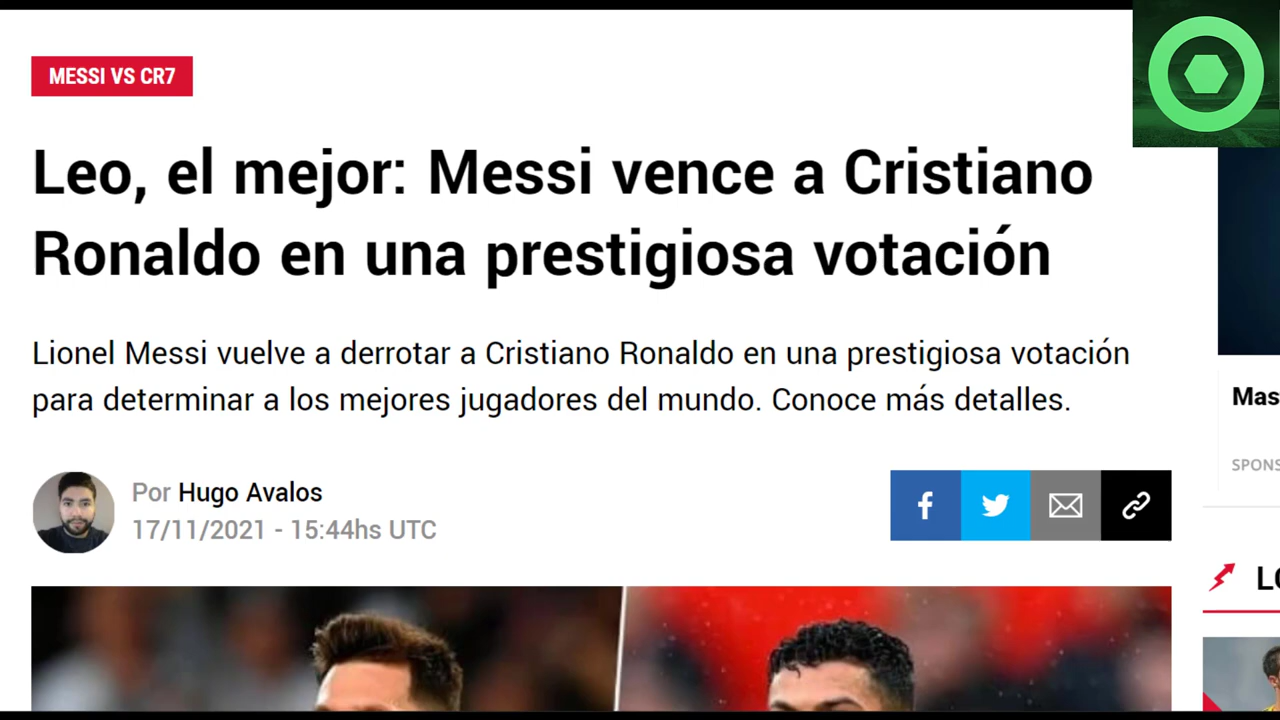 MESSI VS CR7
Leo, el mejor: Messi vence a Cristiano
Ronaldo en una prestigiosa votación
Lionel Messi vuelve a derrotar a Cristiano Ronaldo en una prestigiosa votación
para determinar a los mejores jugadores del mundo. Conoce más detalles.
Por Hugo Avalos
17/11/2021 - 15:44hs UTC
Mas
SPONS
LO